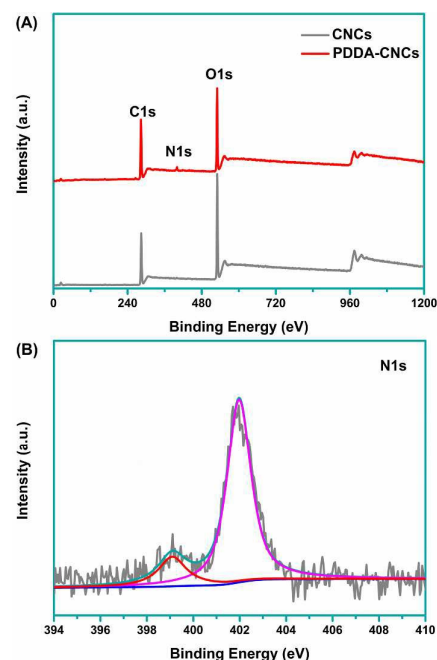 (A)
CNCs
PDDA-CNCs
O1s
C1s
N1s
Intensity (a.u.)
0 240 480 720 960 1200
Binding Energy (eV)
(B)
N1s
Intensity (a.u.)
394 396 398 400 402 404 406 408 410
Binding Energy (eV)